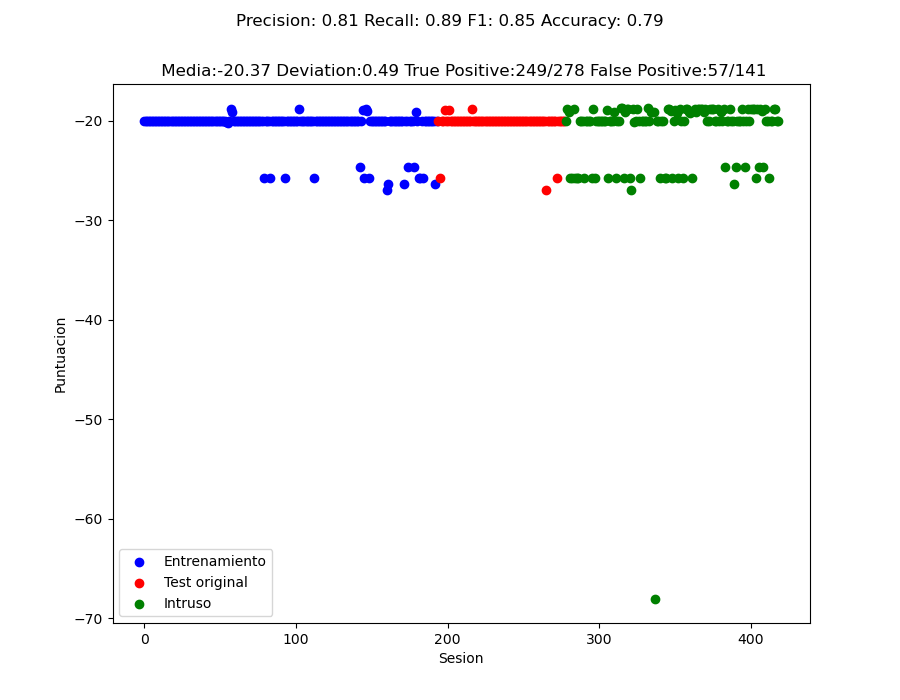 Precision: 0.81 Recall: 0.89 F1: 0.85 Accuracy: 0.79
Media:-20.37 Deviation:0.49 True Positive:249/278 False Positive:57/141
−20
−30
−40
−50
−60
−70
Puntuacion
Entrenamiento
Test original
Intruso
0 100 200 300 400
Sesion